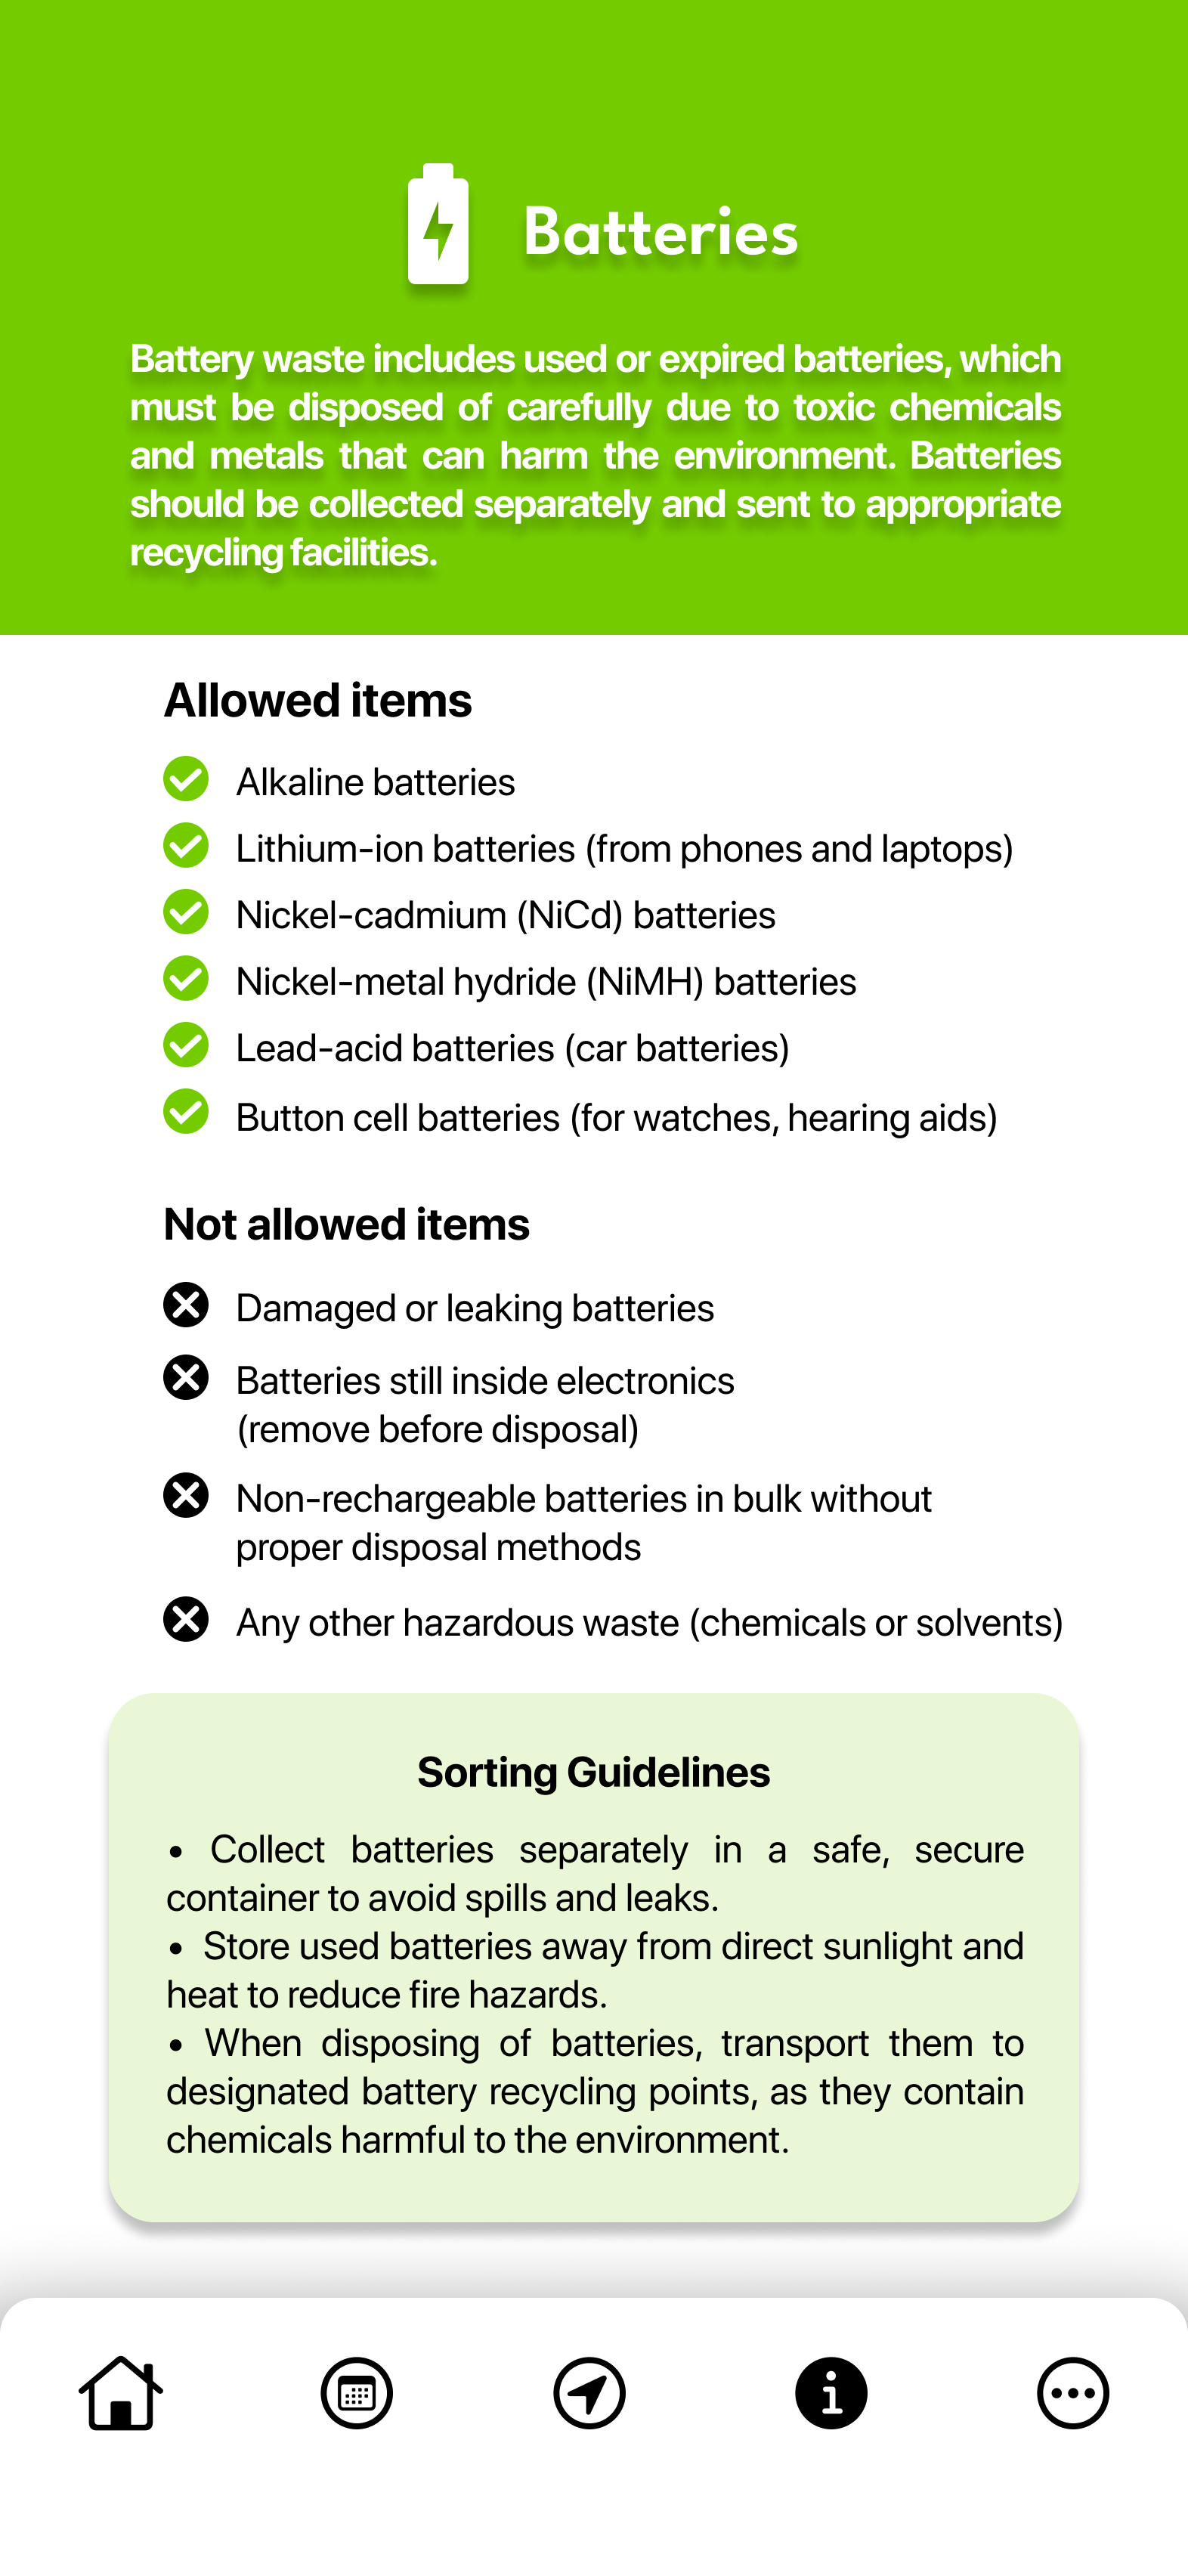 Batteries
Battery waste includes used or expired batteries, which
must be disposed of carefully due to toxic chemicals
and metals that can harm the environment. Batteries
should be collected separately and sent to appropriate
recycling facilities.
Allowed items
Alkaline batteries
Lithium-ion batteries (from phones and laptops)
Nickel-cadmium (NiCd) batteries
Nickel-metal hydride (NiMH) batteries
Lead-acid batteries (car batteries)
Button cell batteries (for watches, hearing aids)
Not allowed items
Damaged or leaking batteries
Batteries still inside electronics
(remove before disposal)
Non-rechargeable batteries in bulk without
proper disposal methods
Any other hazardous waste (chemicals or solvents)
Sorting Guidelines
• Collect batteries separately in a safe, secure
container to avoid spills and leaks.
• Store used batteries away from direct sunlight and
heat to reduce fire hazards.
• When disposing of batteries, transport them to
designated battery recycling points, as they contain
chemicals harmful to the environment.